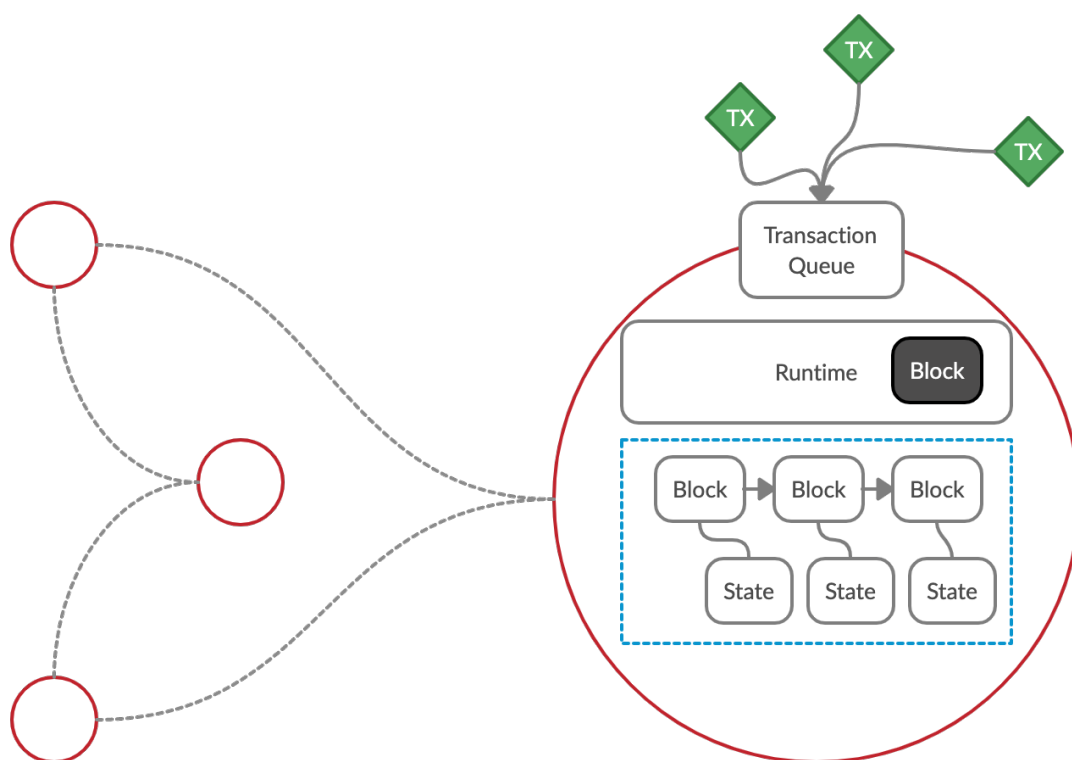 TX
TX
TX
Transaction
Queue
Runtime
Block
Block
Block
Block
State
State
State